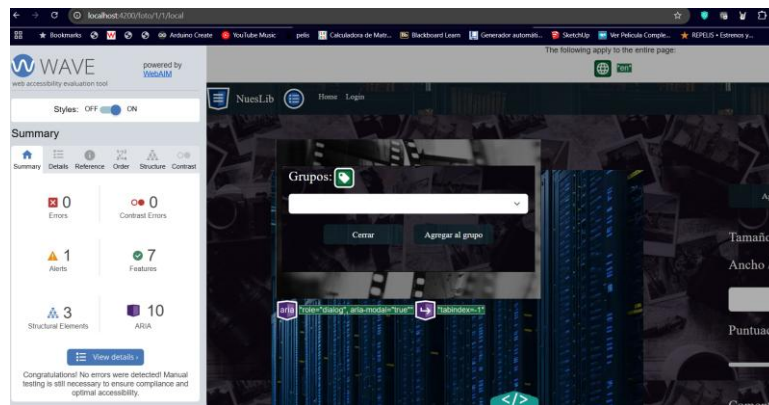 localhost:4200/foto/1/1/local
Bookmarks Arduino Create YouTube Music pelis Calculadora de Matr... Blackboard Learn Generador automáti... SketchUp Ver Película Comple... REPELIS • Estrenos y...
The following apply to the entire page:
"en"
WAVE
powered by
WebAIM
web accessibility evaluation tool
Styles: OFF ON
NuesLib Home Login
Summary
Summary Details Reference Order Structure Contrast
0 Errors
0 Contrast Errors
1 Alerts
7 Features
3 Structural Elements
10 ARIA
View details ›
Congratulations! No errors
were detected! Manual
testing is still necessary to
ensure compliance and
optimal accessibility.
Grupos:
Cerrar Agregar al grupo
aria "role="dialog", aria-modal="true"" "tabindex=-1"
</>
Tamaño
Ancho